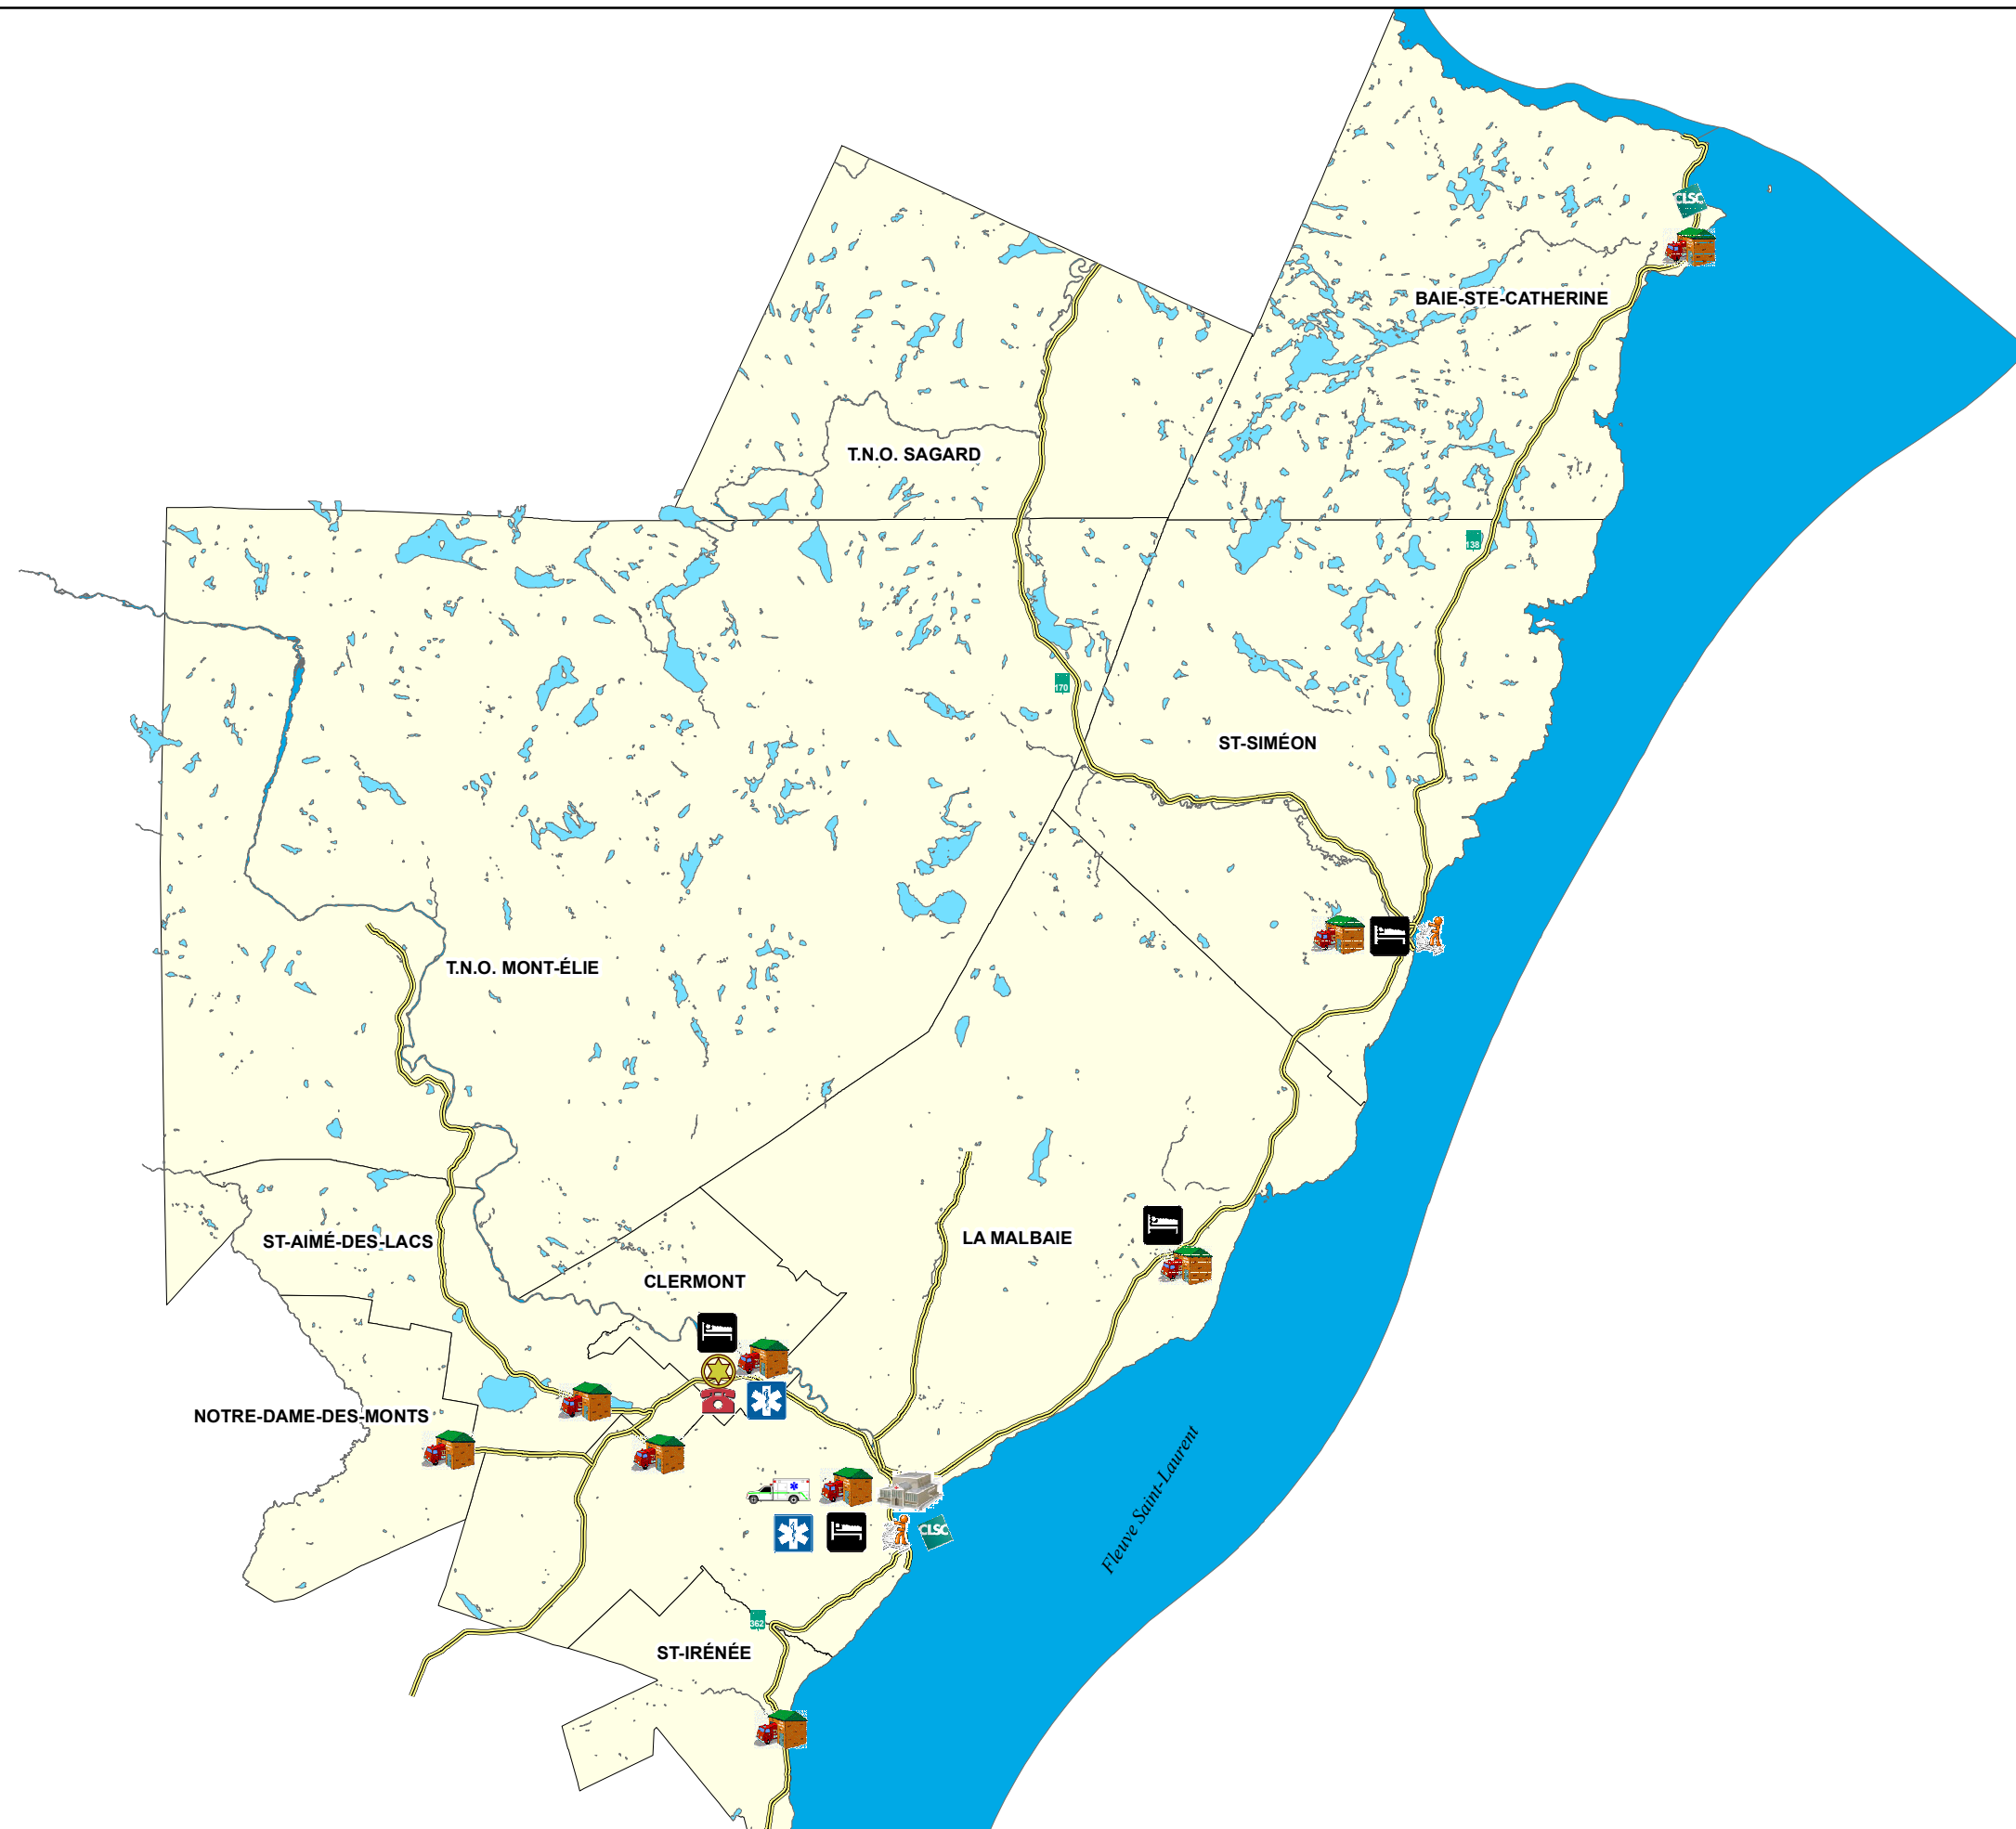 CLSC
BAIE-STE-CATHERINE
T.N.O. SAGARD
138
170
ST-SIMÉON
T.N.O. MONT-ÉLIE
LA MALBAIE
ST-AIMÉ-DES-LACS
CLERMONT
NOTRE-DAME-DES-MONTS
Fleuve Saint-Laurent
CLSC
362
ST-IRÉNÉE